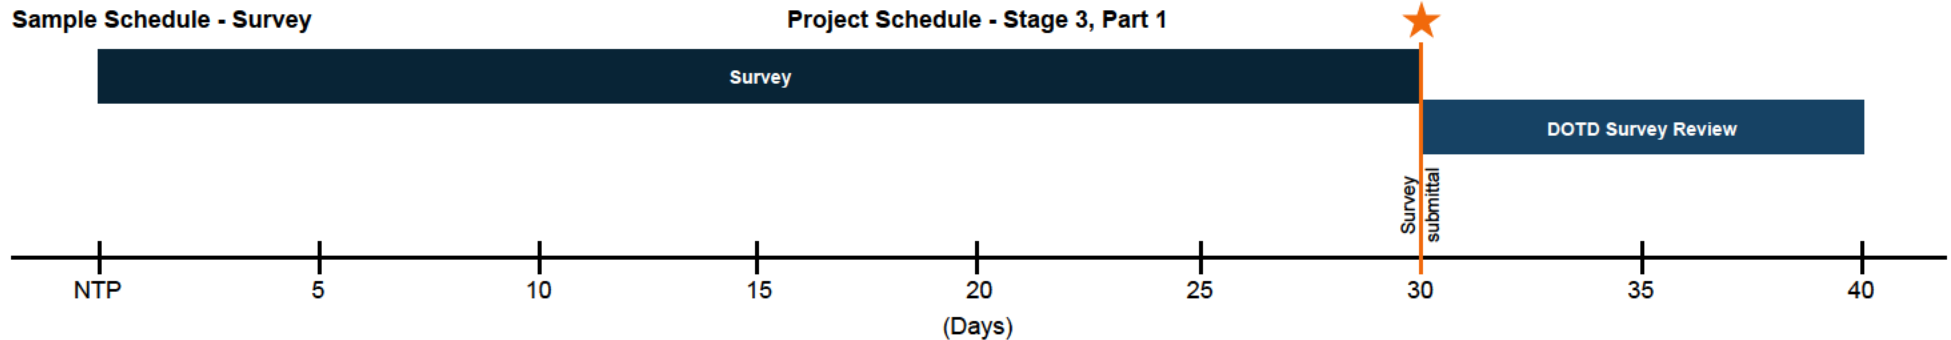 Sample Schedule - Survey
Project Schedule - Stage 3, Part 1
Survey
DOTD Survey Review
Survey
submittal
NTP 5 10 15 20 25 30 35 40
(Days)